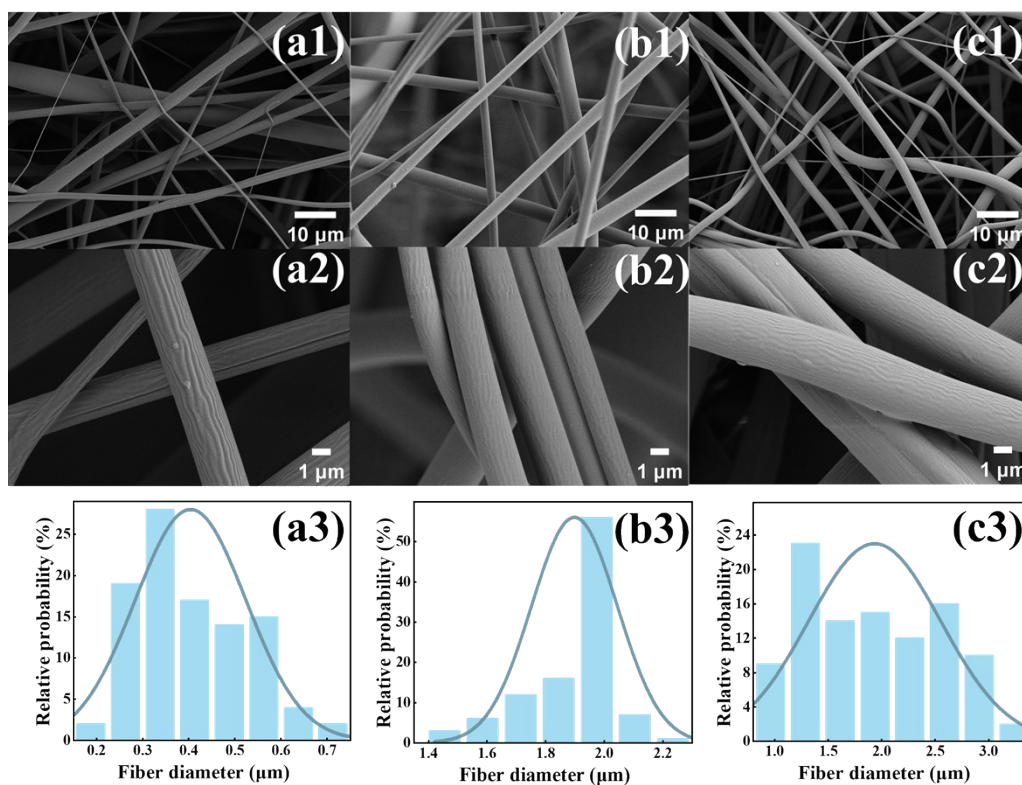 (a1) (b1) (c1)
10 μm 10 μm 10 μm
(a2) (b2) (c2)
1 μm 1 μm 1 μm
(a3)
Relative probability (%)
25
20
15
10
5
0
0.2 0.3 0.4 0.5 0.6 0.7
Fiber diameter (μm)
(b3)
Relative probability (%)
50
40
30
20
10
0
1.4 1.6 1.8 2.0 2.2
Fiber diameter (μm)
(c3)
Relative probability (%)
24
20
16
12
8
4
0
1.0 1.5 2.0 2.5 3.0
Fiber diameter (μm)